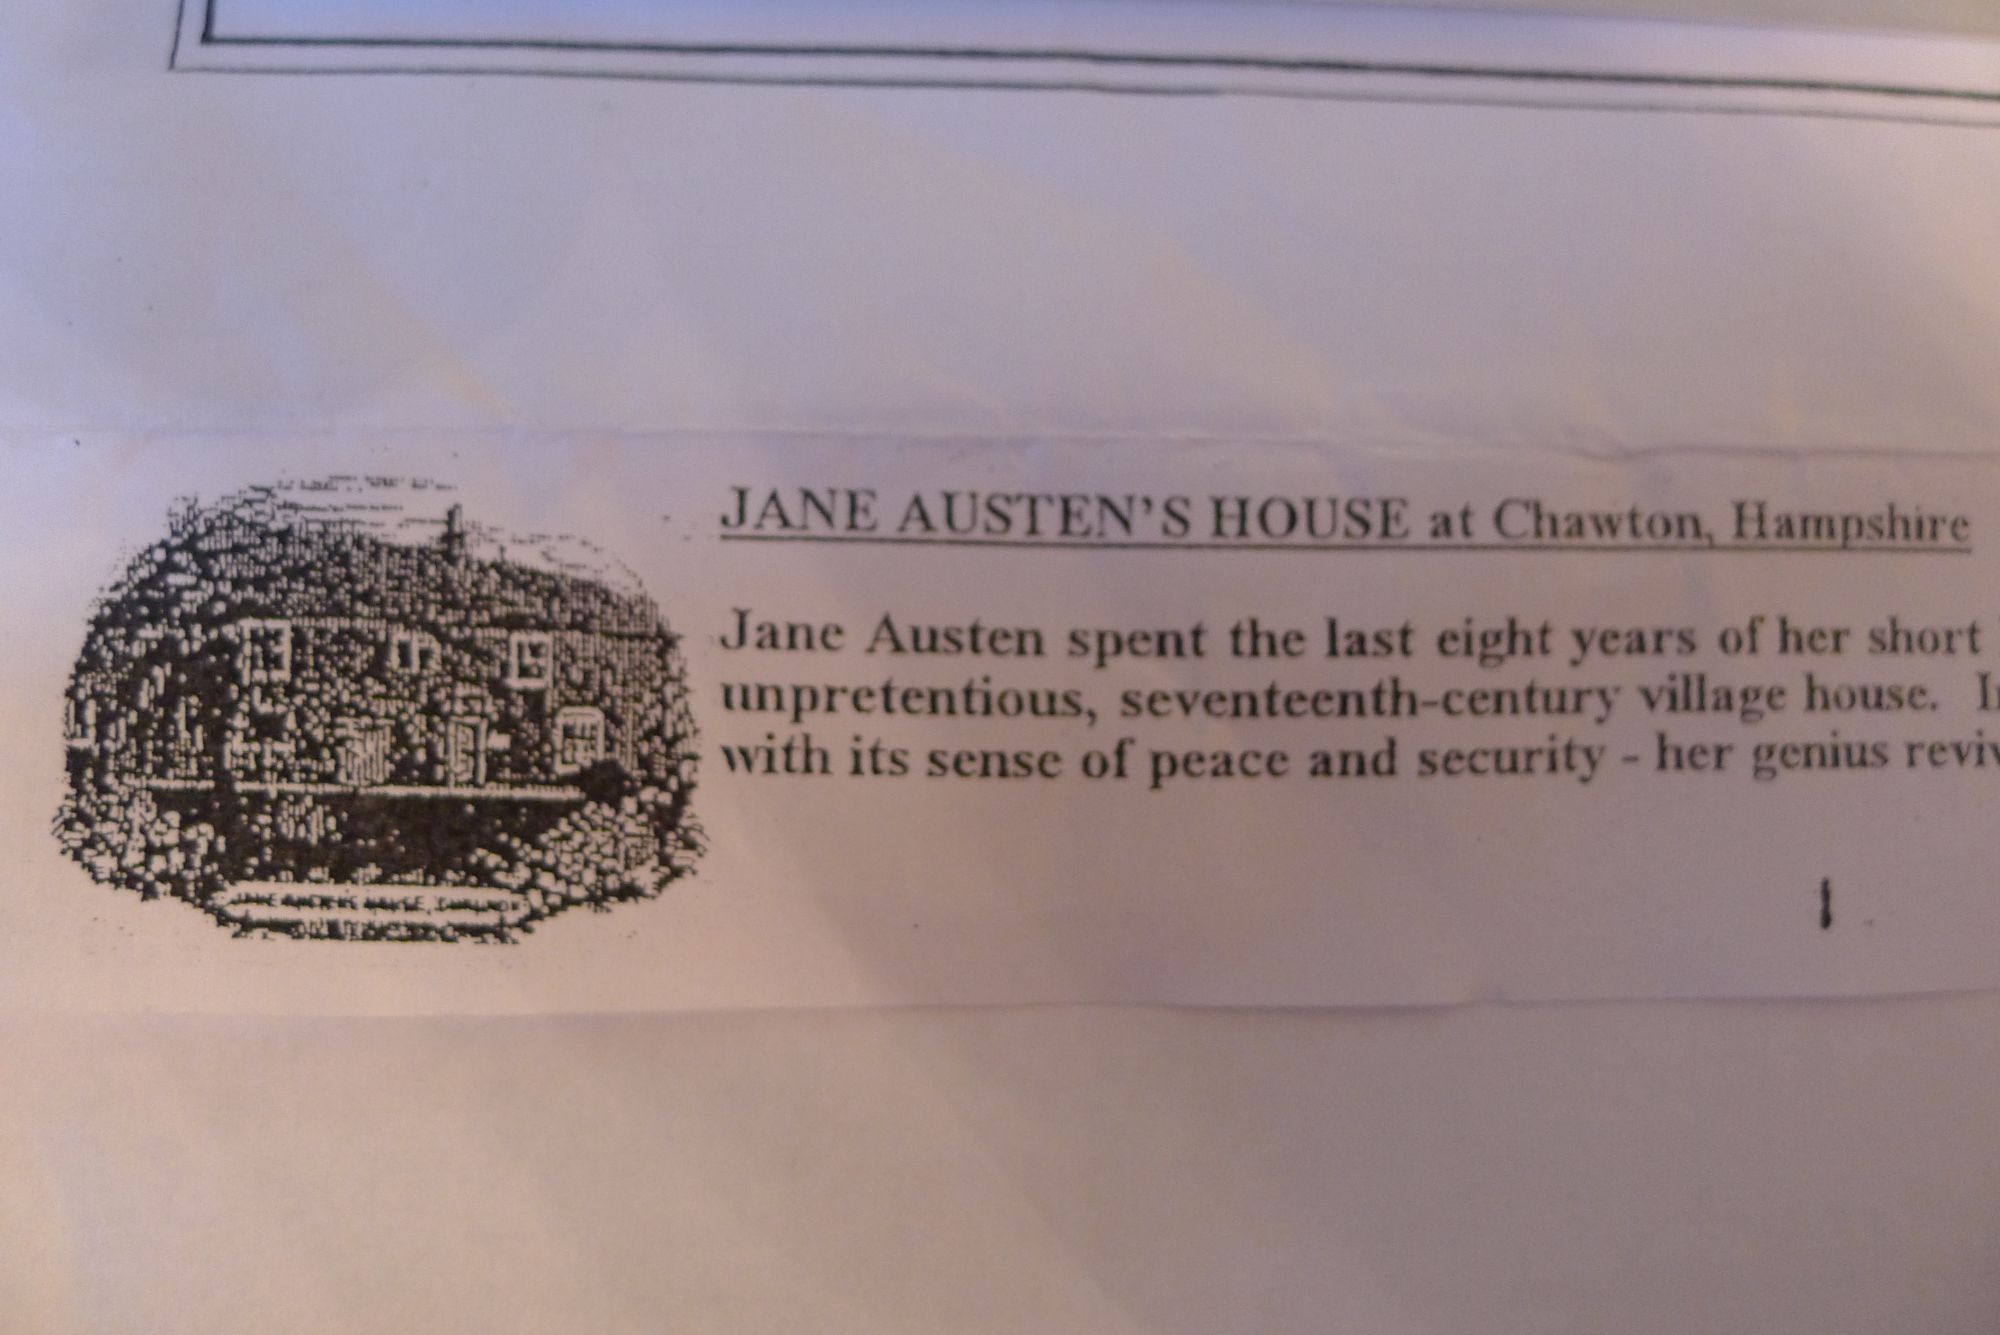 JANE AUSTEN'S HOUSE at Chawton, Hampshire
Jane Austen spent the last eight years of her short
unpretentious, seventeenth-century village house.
with its sense of peace and security - her genius